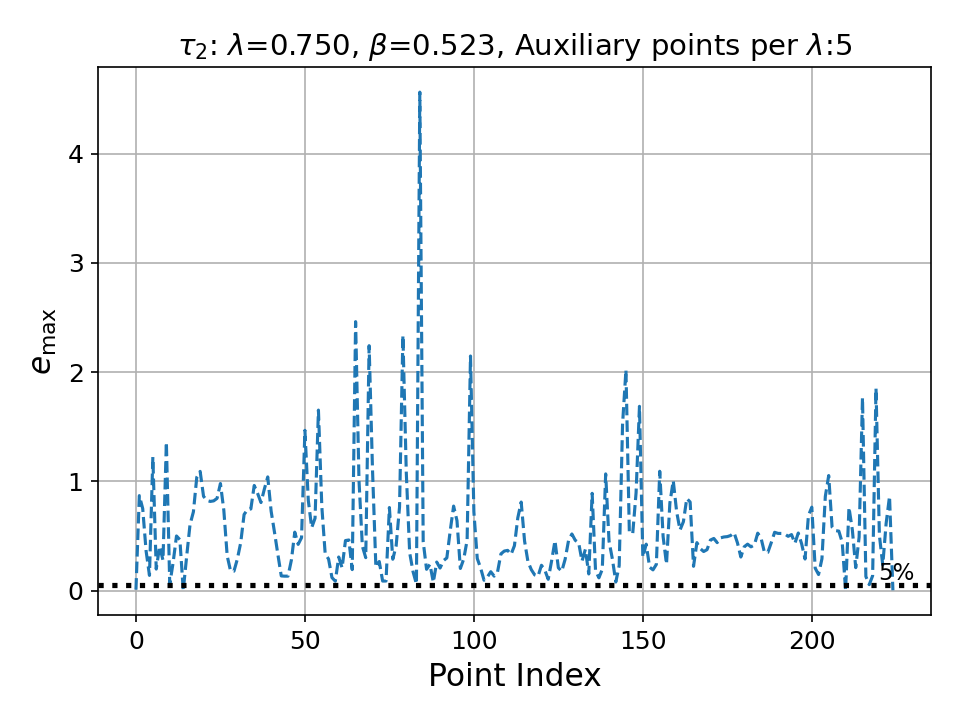 τ₂: λ=0.750, β=0.523, Auxiliary points per λ:5
e_max
4
3
2
1
0
5%
0 50 100 150 200
Point Index